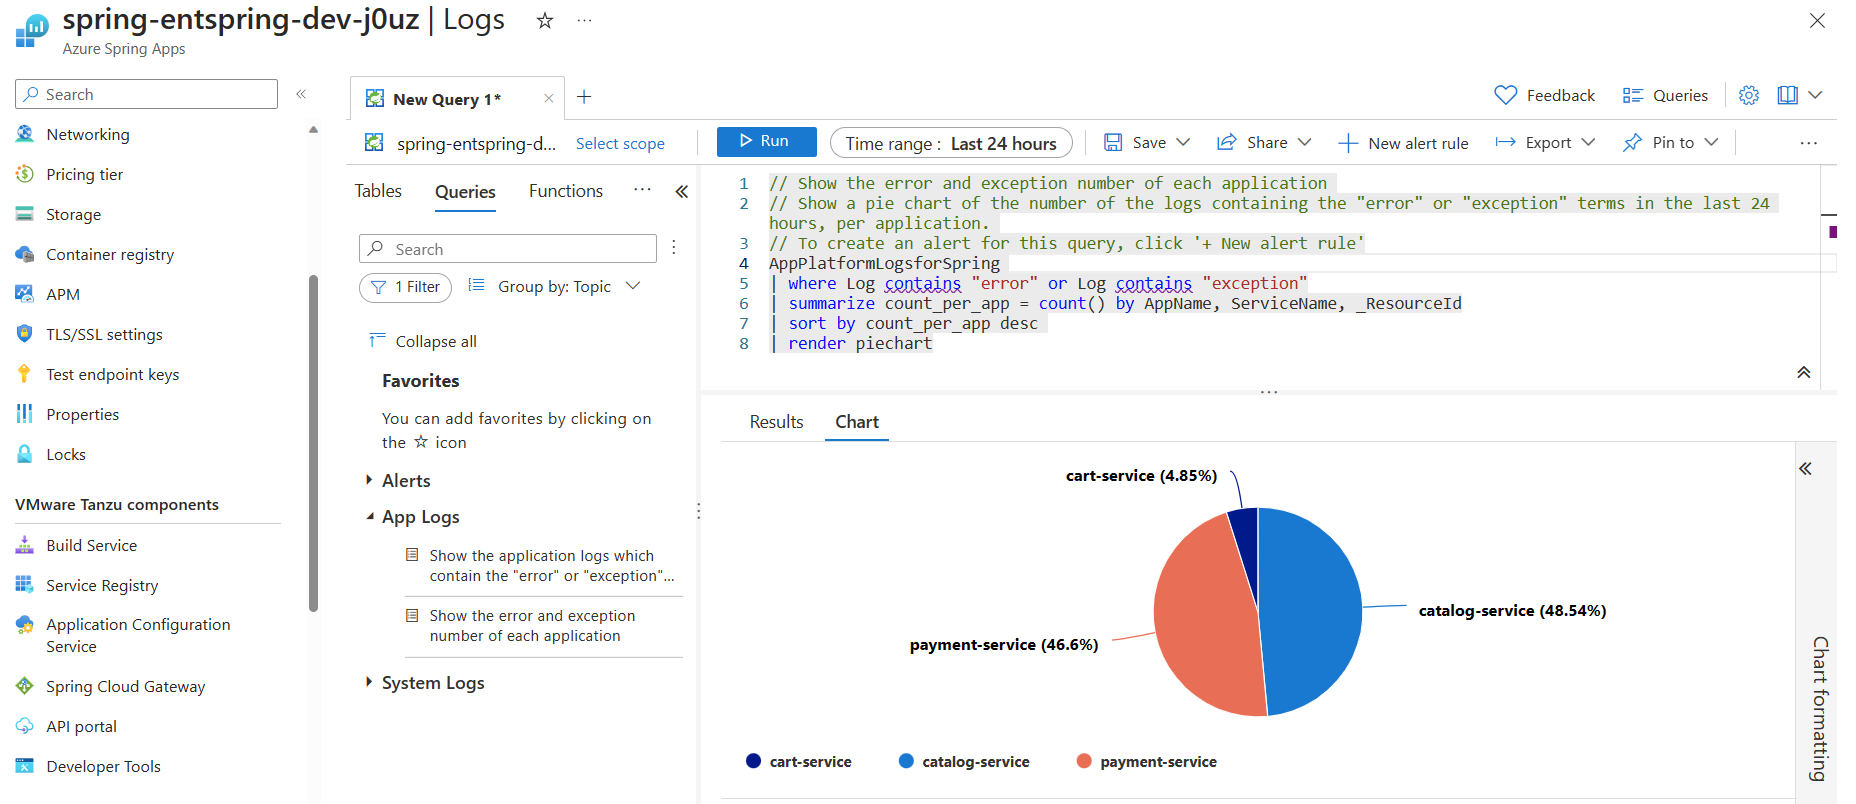 spring-entspring-dev-j0uz | Logs ☆ ...
Azure Spring Apps
Search
Networking
Pricing tier
Storage
Container registry
APM
TLS/SSL settings
Test endpoint keys
Properties
Locks
VMware Tanzu components
Build Service
Service Registry
Application Configuration
Service
Spring Cloud Gateway
API portal
Developer Tools
New Query 1*
Feedback
Queries
spring-entspring-d...
Select scope
Run
Time range : Last 24 hours
Save
Share
New alert rule
Export
Pin to
Tables
Queries
Functions
Search
1 Filter
Group by: Topic
Collapse all
Favorites
You can add favorites by clicking on
the ☆ icon
Alerts
App Logs
Show the application logs which
contain the "error" or "exception"...
Show the error and exception
number of each application
System Logs
1 // Show the error and exception number of each application
2 // Show a pie chart of the number of the logs containing the "error" or "exception" terms in the last 24
hours, per application.
3 // To create an alert for this query, click '+ New alert rule'
4 AppPlatformLogsforSpring
5 | where Log contains "error" or Log contains "exception"
6 | summarize count_per_app = count() by AppName, ServiceName, _ResourceId
7 | sort by count_per_app desc
8 | render piechart
Results
Chart
cart-service (4.85%)
catalog-service (48.54%)
payment-service (46.6%)
cart-service
catalog-service
payment-service
Chart formatting